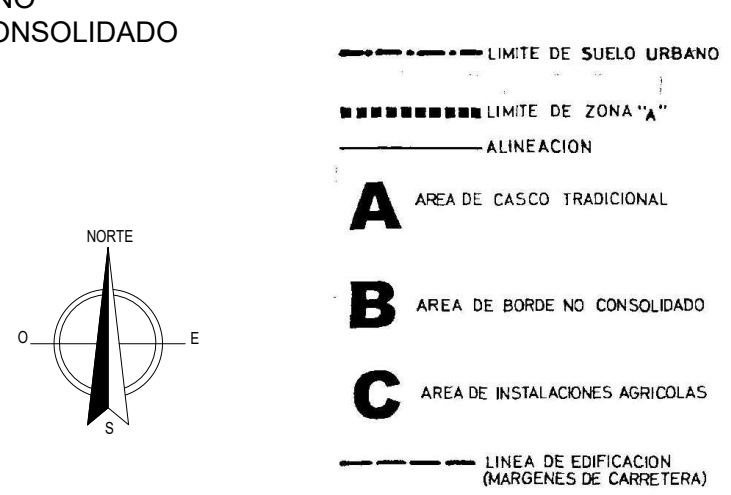 NO
ONSOLIDADO
LIMITE DE SUELO URBANO
LIMITE DE ZONA "A"
ALINEACION
A AREA DE CASCO TRADICIONAL
NORTE
O E
S
B AREA DE BORDE NO CONSOLIDADO
C AREA DE INSTALACIONES AGRICOLAS
LINEA DE EDIFICACION
(MARGENES DE CARRETERA)